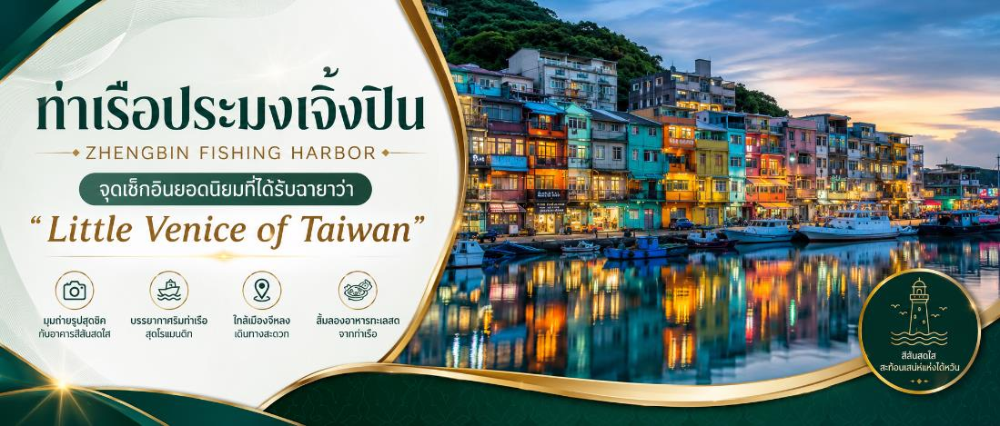 ท่าเรือประมงเจิ้งปิน
ZHENGBIN FISHING HARBOR
จุดเช็กอินยอดนิยมที่ได้รับฉายาว่า
“Little Venice of Taiwan”
มุมถ่ายรูปสุดชิค
กับอาคารสีสันสดใส
บรรยากาศริมท่าเรือ
สุดโรแมนติก
ใกล้เมืองจีหลง
เดินทางสะดวก
ลิ้มลองอาหารทะเลสด
จากท่าเรือ
สีสันสดใส
สะท้อนเสน่ห์แห่งไต้หวัน